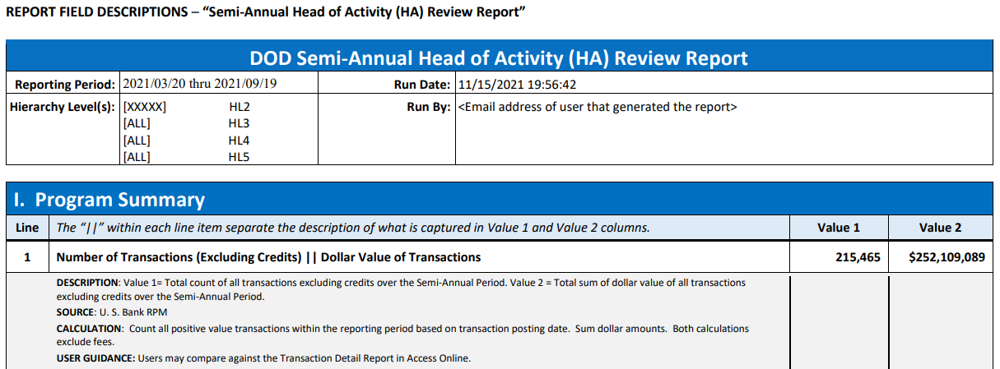 REPORT FIELD DESCRIPTIONS – “Semi-Annual Head of Activity (HA) Review Report”
DOD Semi-Annual Head of Activity (HA) Review Report
Reporting Period: 2021/03/20 thru 2021/09/19 Run Date: 11/15/2021 19:56:42
Hierarchy Level(s): [XXXXX] HL2 Run By: <Email address of user that generated the report>
[ALL] HL3
[ALL] HL4
[ALL] HL5
I. Program Summary
Line The “||” within each line item separate the description of what is captured in Value 1 and Value 2 columns. Value 1 Value 2
1 Number of Transactions (Excluding Credits) || Dollar Value of Transactions 215,465 $252,109,089
DESCRIPTION: Value 1= Total count of all transactions excluding credits over the Semi-Annual Period. Value 2 = Total sum of dollar value of all transactions
excluding credits over the Semi-Annual Period.
SOURCE: U. S. Bank RPM
CALCULATION: Count all positive value transactions within the reporting period based on transaction posting date. Sum dollar amounts. Both calculations
exclude fees.
USER GUIDANCE: Users may compare against the Transaction Detail Report in Access Online.